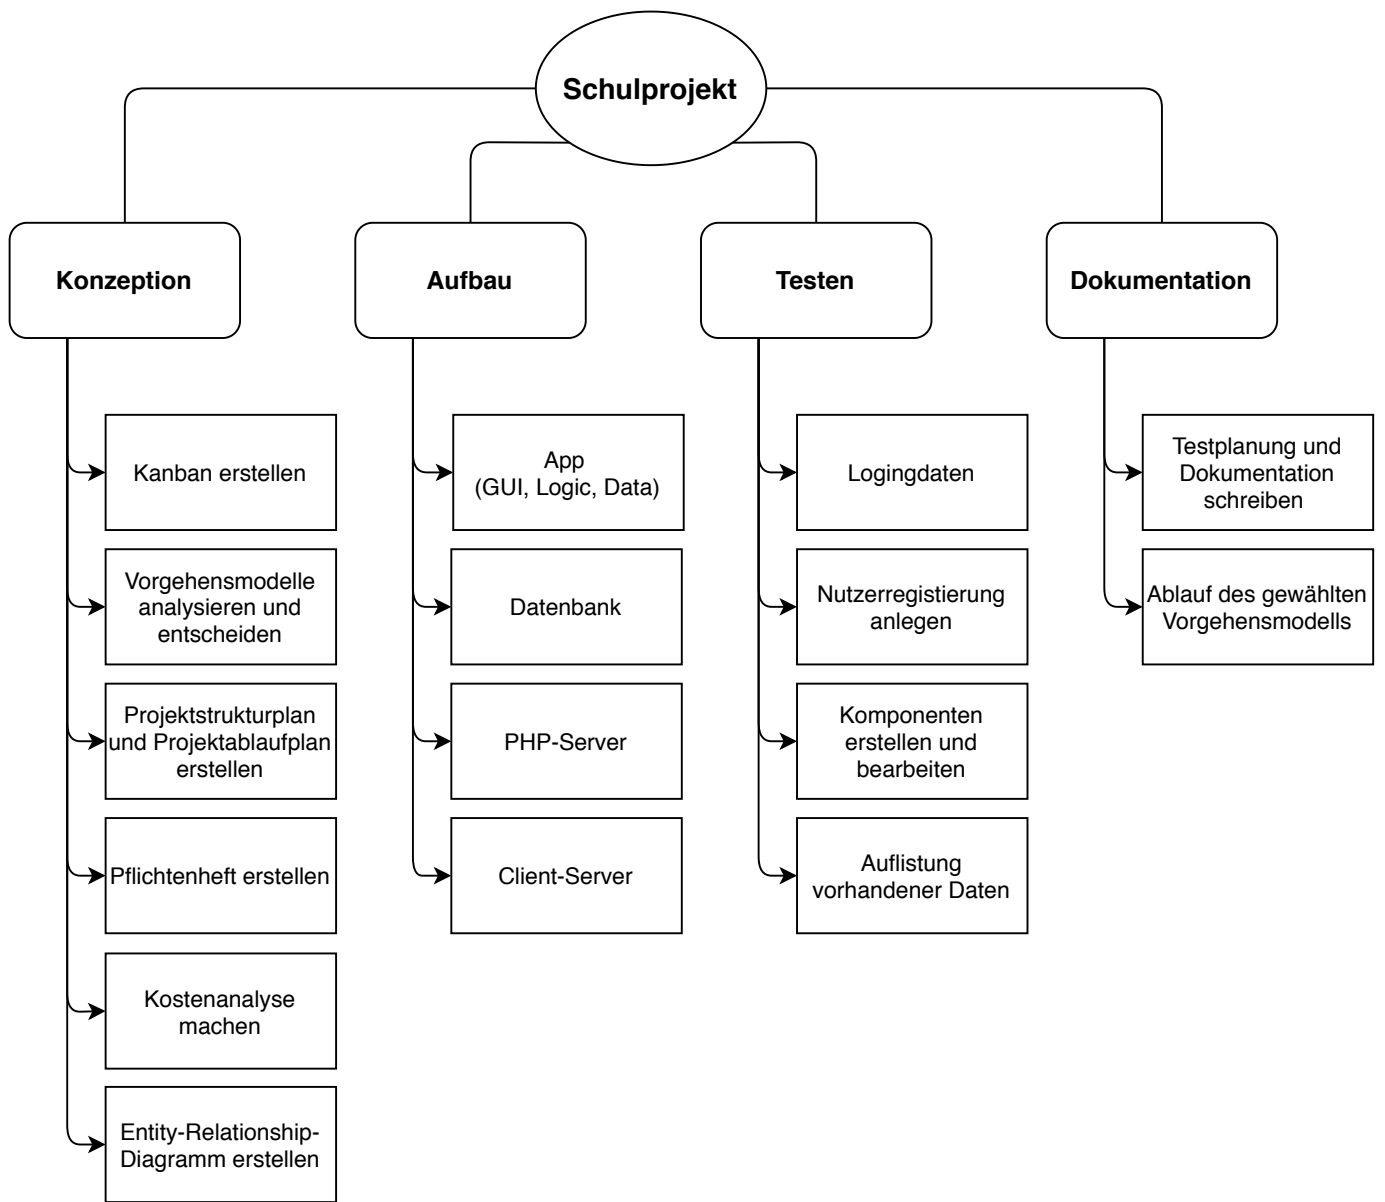 Schulprojekt
Konzeption
Aufbau
Testen
Dokumentation
Kanban erstellen
Vorgehensmodelle
analysieren und
entscheiden
Projektstrukturplan
und Projektablaufplan
erstellen
Pflichtenheft erstellen
Kostenanalyse
machen
Entity-Relationship-
Diagramm erstellen
App
(GUI, Logic, Data)
Datenbank
PHP-Server
Client-Server
Logingdaten
Nutzerregistierung
anlegen
Komponenten
erstellen und
bearbeiten
Auflistung
vorhandener Daten
Testplanung und
Dokumentation
schreiben
Ablauf des gewählten
Vorgehensmodells